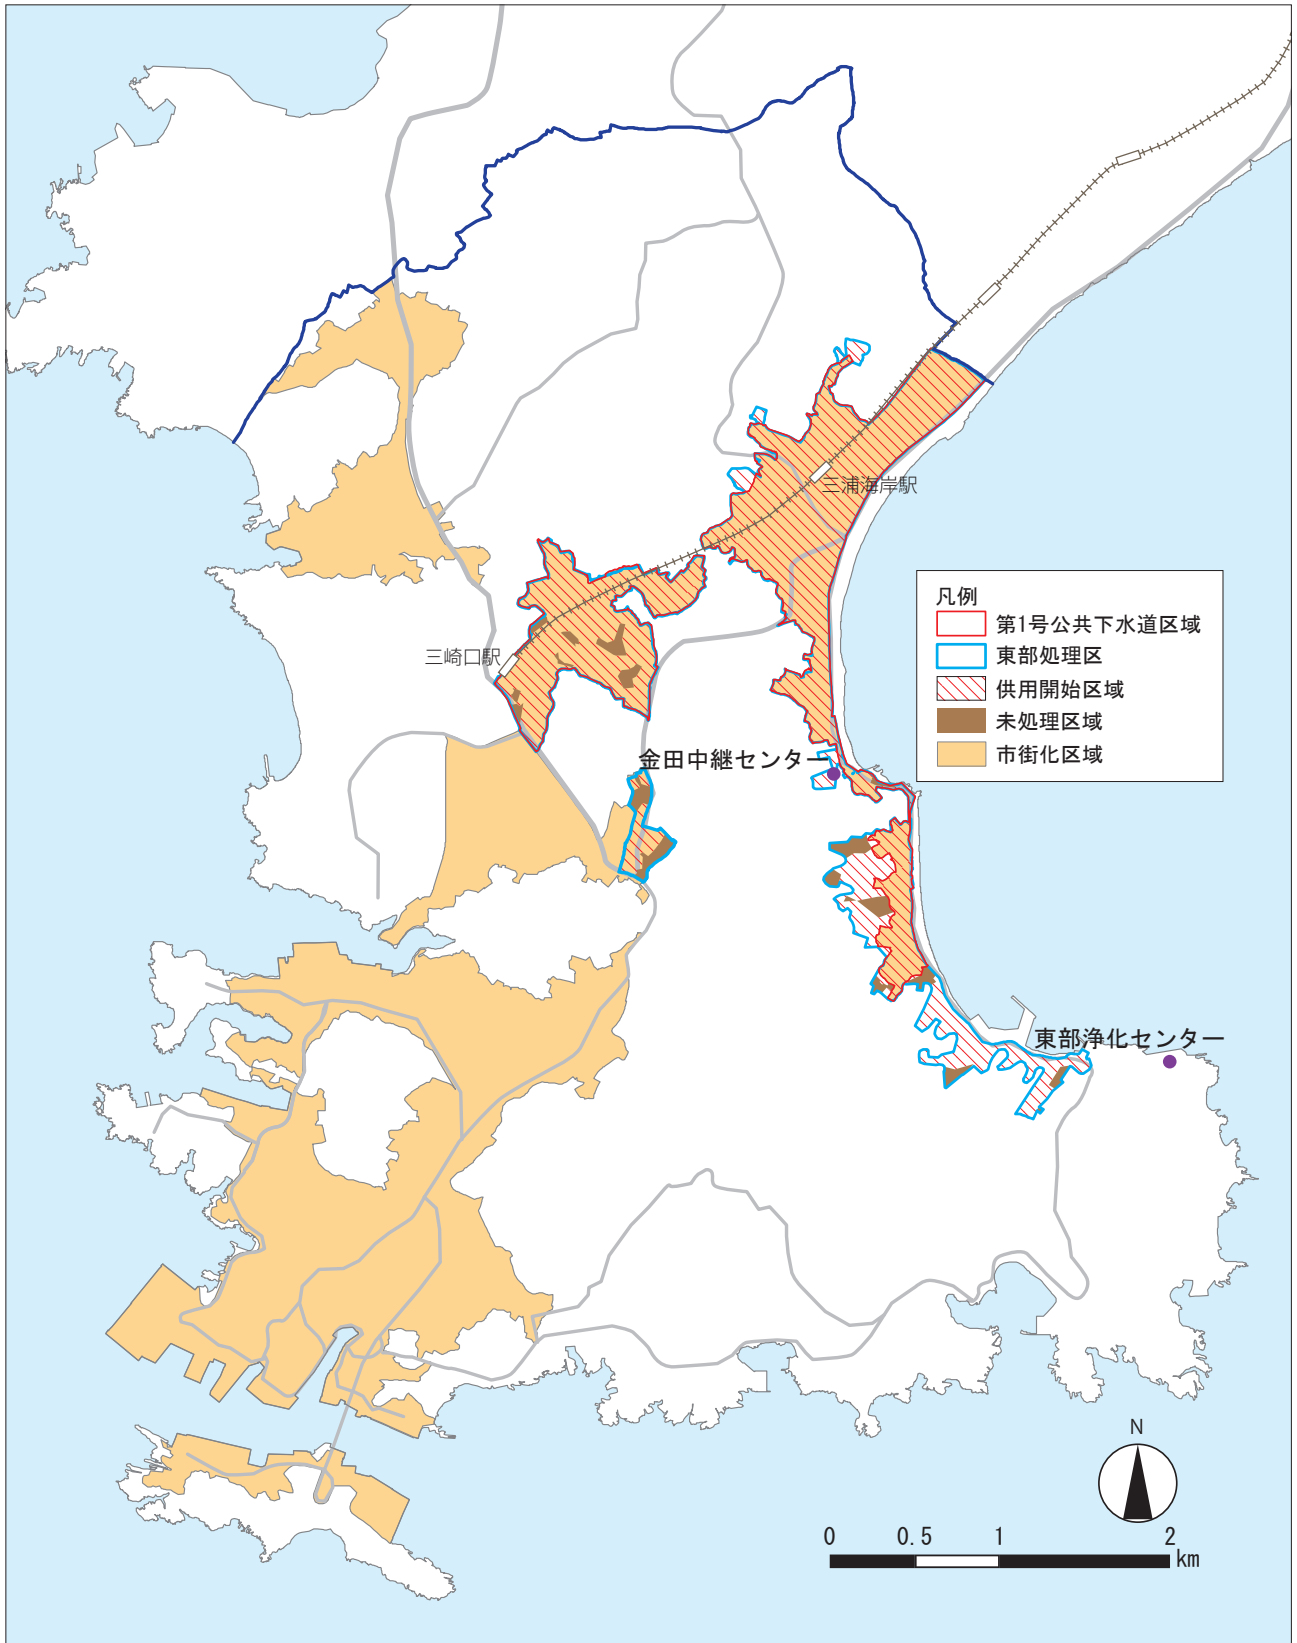 三浦海岸駅
凡例
第1号公共下水道区域
東部処理区
供用開始区域
未処理区域
市街化区域
三崎口駅
金田中継センター
東部浄化センター
N
0 0.5 1 2
km